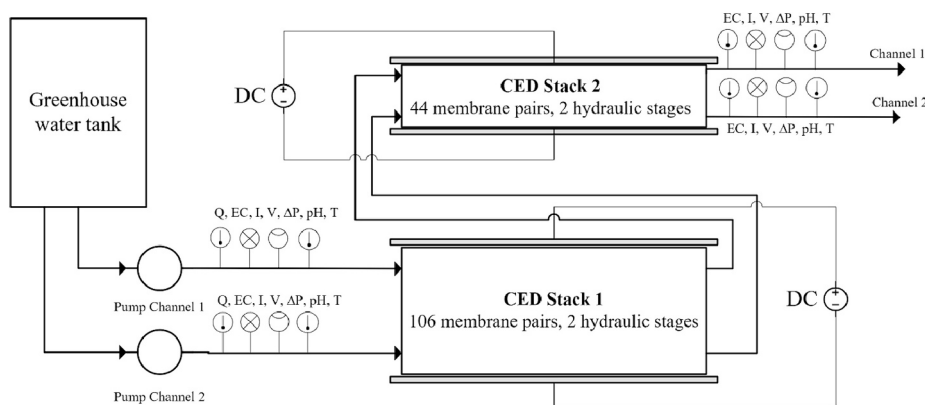 EC, I, V, ΔP, pH, T
Channel 1
Greenhouse
water tank
DC
CED Stack 2
44 membrane pairs, 2 hydraulic stages
Channel 2
EC, I, V, ΔP, pH, T
Q, EC, I, V, ΔP, pH, T
Pump Channel 1
CED Stack 1
106 membrane pairs, 2 hydraulic stages
DC
Q, EC, I, V, ΔP, pH, T
Pump Channel 2